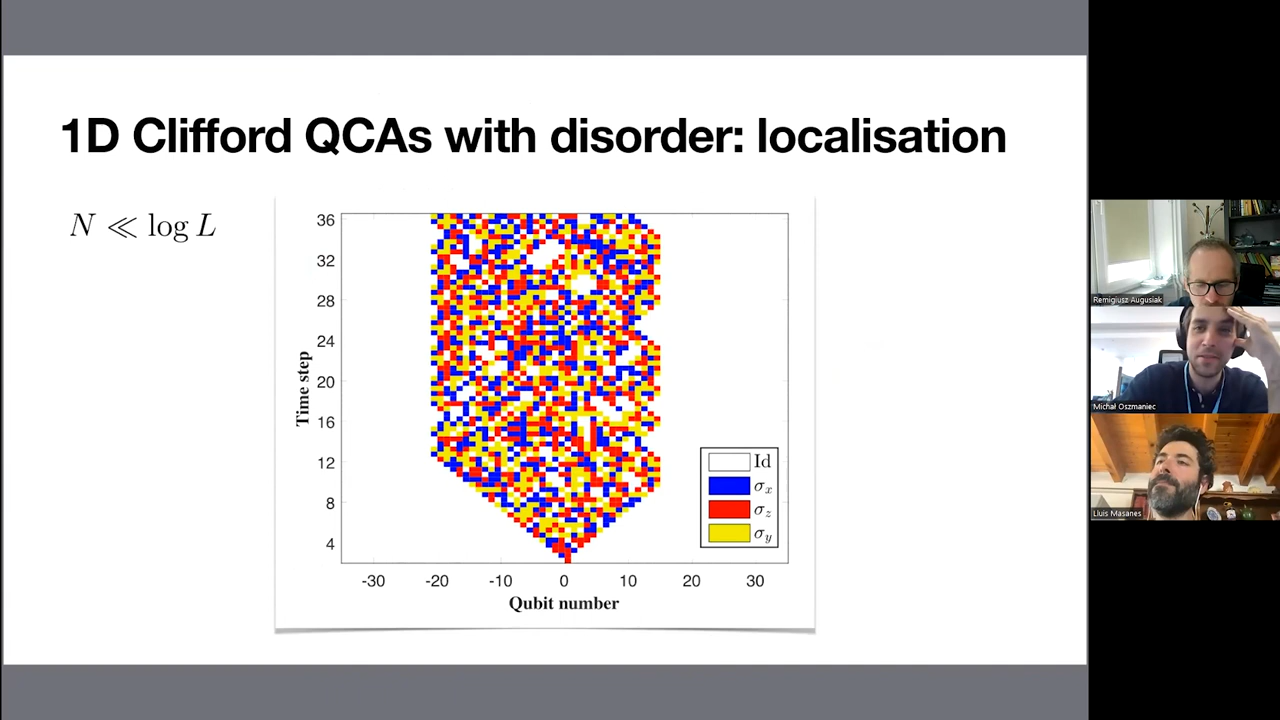 1D Clifford QCAs with disorder: localisation
N ≪ log L
36
32
28
24
20
16
12
8
4
Time step
-30 -20 -10 0 10 20 30
Qubit number
Id
σx
σz
σy
Remigiusz Augusiak
Michał Oszmaniec
Lluis Masanes